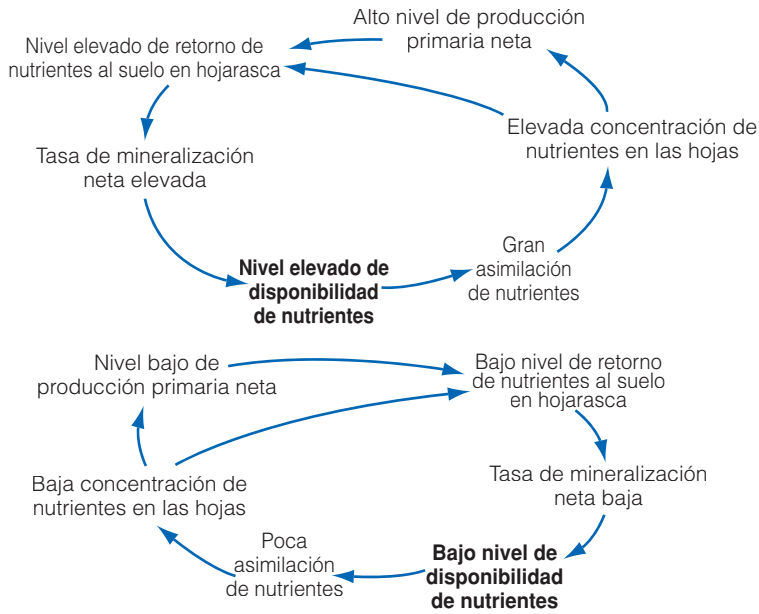 Alto nivel de producción
primaria neta
Nivel elevado de retorno de
nutrientes al suelo en hojarasca
Elevada concentración de
nutrientes en las hojas
Tasa de mineralización
neta elevada
Gran
asimilación
de nutrientes
Nivel elevado de
disponibilidad
de nutrientes
Nivel bajo de
producción primaria neta
Bajo nivel de retorno
de nutrientes al suelo
en hojarasca
Baja concentración de
nutrientes en las hojas
Tasa de mineralización
neta baja
Poca
asimilación
de nutrientes
Bajo nivel de
disponibilidad
de nutrientes